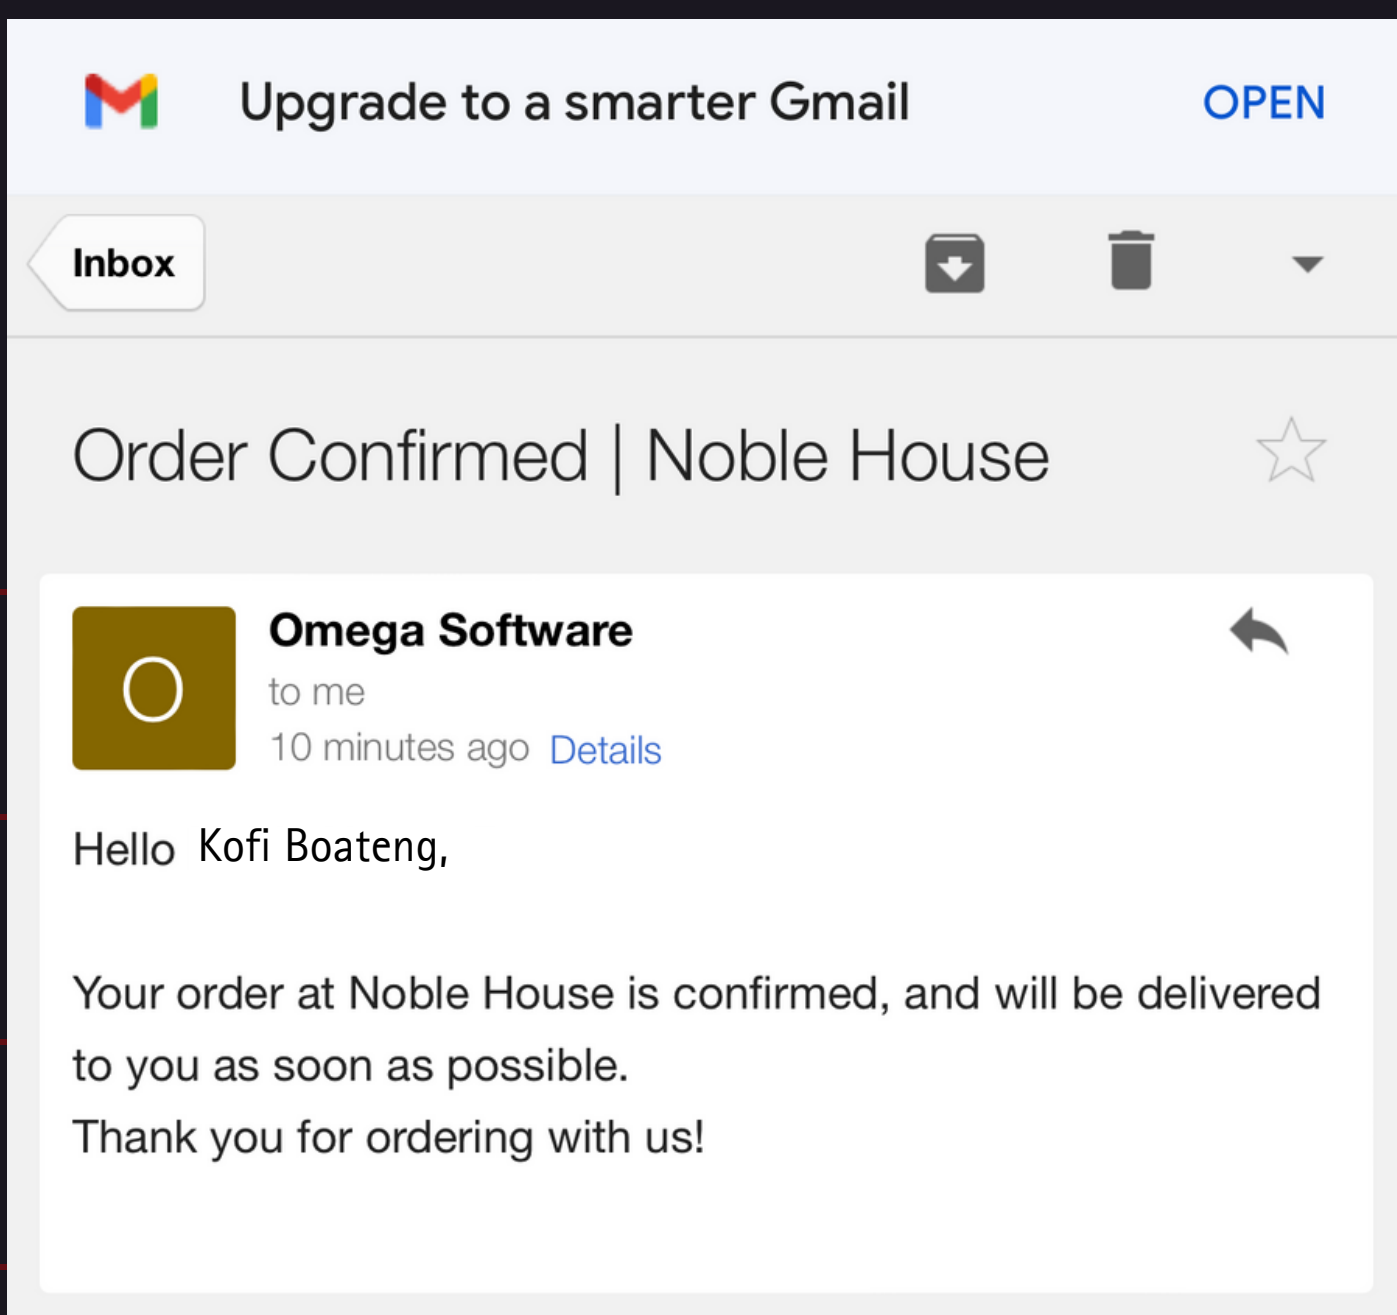 Upgrade to a smarter Gmail OPEN
Inbox
Order Confirmed | Noble House
O
Omega Software
to me
10 minutes ago Details
Hello Kofi Boateng,
Your order at Noble House is confirmed, and will be delivered
to you as soon as possible.
Thank you for ordering with us!